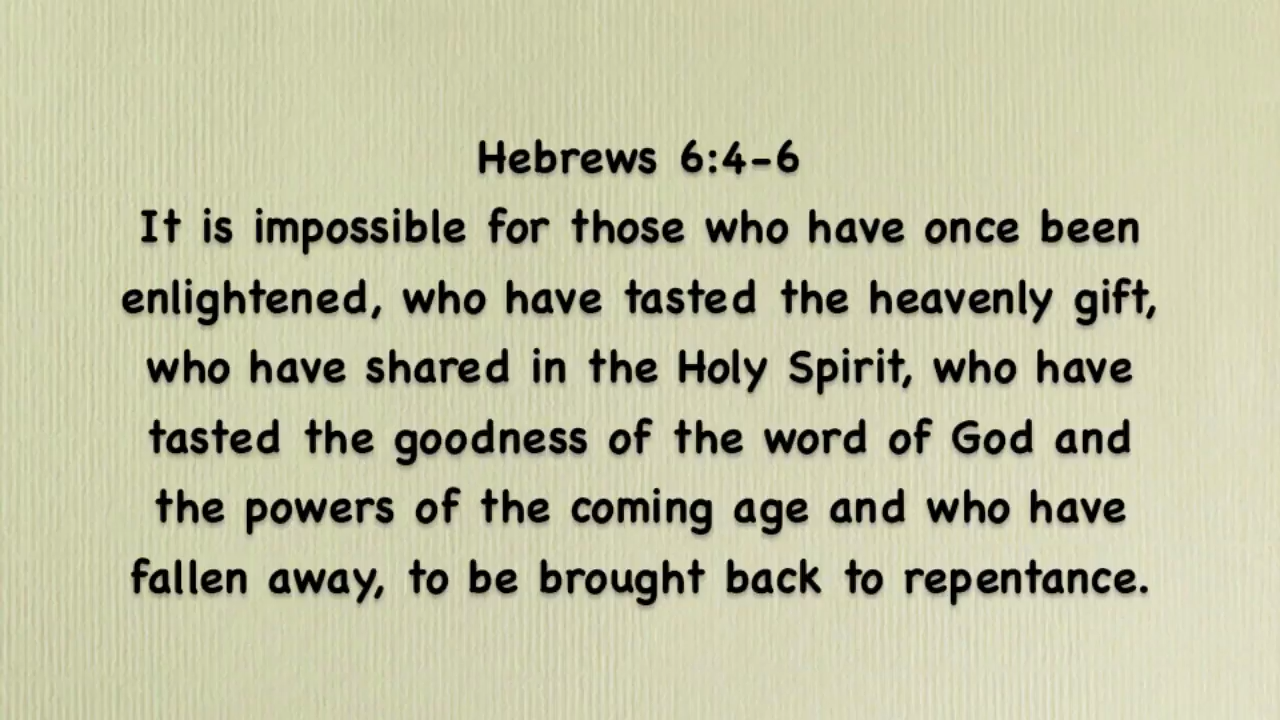 Hebrews 6:4-6
It is impossible for those who have once been
enlightened, who have tasted the heavenly gift,
who have shared in the Holy Spirit, who have
tasted the goodness of the word of God and
the powers of the coming age and who have
fallen away, to be brought back to repentance.